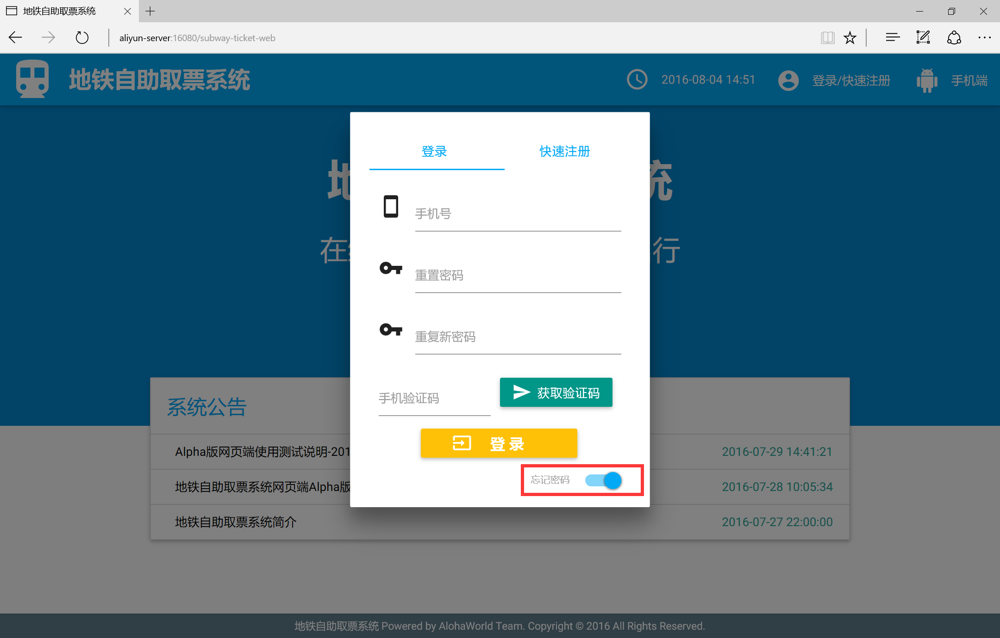 地铁自助取票系统
aliyun-server:16080/subway-ticket-web
地铁自助取票系统
2016-08-04 14:51
登录/快速注册
手机端
登录
快速注册
统
在
行
手机号
重置密码
重复新密码
手机验证码
获取验证码
登录
忘记密码
系统公告
Alpha版网页端使用测试说明-201
2016-07-29 14:41:21
地铁自助取票系统网页端Alpha版
2016-07-28 10:05:34
地铁自助取票系统简介
2016-07-27 22:00:00
地铁自助取票系统 Powered by AlohaWorld Team. Copyright © 2016 All Rights Reserved.